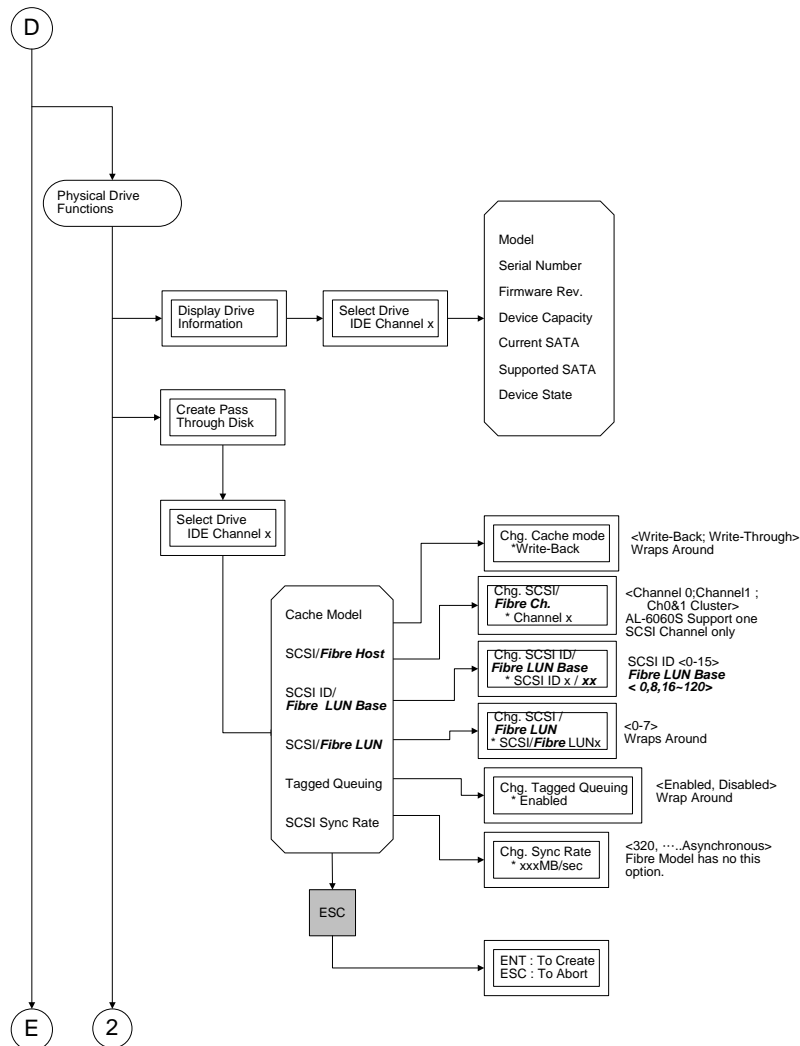 D
Physical Drive
Functions
Display Drive
Information
Select Drive
IDE Channel x
Model
Serial Number
Firmware Rev.
Device Capacity
Current SATA
Supported SATA
Device State
Create Pass
Through Disk
Select Drive
IDE Channel x
Cache Model
SCSI/Fibre Host
SCSI ID/
Fibre LUN Base
SCSI/Fibre LUN
Tagged Queuing
SCSI Sync Rate
Chg. Cache mode
*Write-Back
<Write-Back; Write-Through>
Wraps Around
Chg. SCSI/
Fibre Ch.
* Channel x
<Channel 0;Channel1 ;
Ch0&1 Cluster>
AL-6060S Support one
SCSI Channel only
Chg. SCSI ID/
Fibre LUN Base
* SCSI ID x / xx
SCSI ID <0-15>
Fibre LUN Base
< 0,8,16~120>
Chg. SCSI /
Fibre LUN
* SCSI/Fibre LUNx
<0-7>
Wraps Around
Chg. Tagged Queuing
* Enabled
<Enabled, Disabled>
Wrap Around
Chg. Sync Rate
* xxxMB/sec
<320, ⋯..Asynchronous>
Fibre Model has no this
option.
ESC
ENT : To Create
ESC : To Abort
E
2